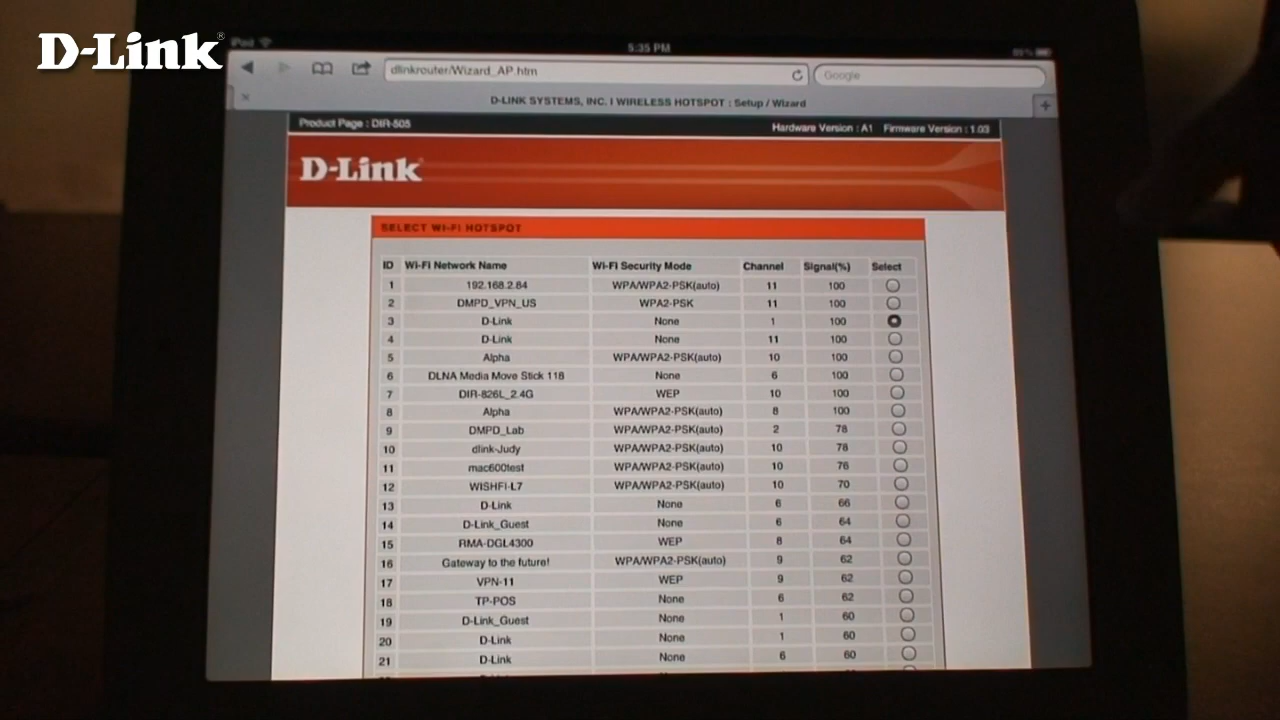 D-Link®
iPad
5:35 PM
dlinkrouter/Wizard_AP.htm
Google
D-LINK SYSTEMS, INC. | WIRELESS HOTSPOT : Setup / Wizard
Product Page : DIR-505 Hardware Version : A1 Firmware Version : 1.03
D-Link
SELECT WI-FI HOTSPOT
ID Wi-Fi Network Name Wi-Fi Security Mode Channel Signal(%) Select
1 192.168.2.84 WPA/WPA2-PSK(auto) 11 100
2 DMPD_VPN_US WPA2-PSK 11 100
3 D-Link None 1 100
4 D-Link None 11 100
5 Alpha WPA/WPA2-PSK(auto) 10 100
6 DLNA Media Move Stick 118 None 6 100
7 DIR-826L_2.4G WEP 10 100
8 Alpha WPA/WPA2-PSK(auto) 8 100
9 DMPD_Lab WPA/WPA2-PSK(auto) 2 78
10 dlink-Judy WPA/WPA2-PSK(auto) 10 78
11 mac600test WPA/WPA2-PSK(auto) 10 76
12 WISHFI-L7 WPA/WPA2-PSK(auto) 10 70
13 D-Link None 6 66
14 D-Link_Guest None 6 64
15 RMA-DGL4300 WEP 8 64
16 Gateway to the future! WPA/WPA2-PSK(auto) 9 62
17 VPN-11 WEP 9 62
18 TP-POS None 6 62
19 D-Link_Guest None 1 60
20 D-Link None 1 60
21 D-Link None 6 60